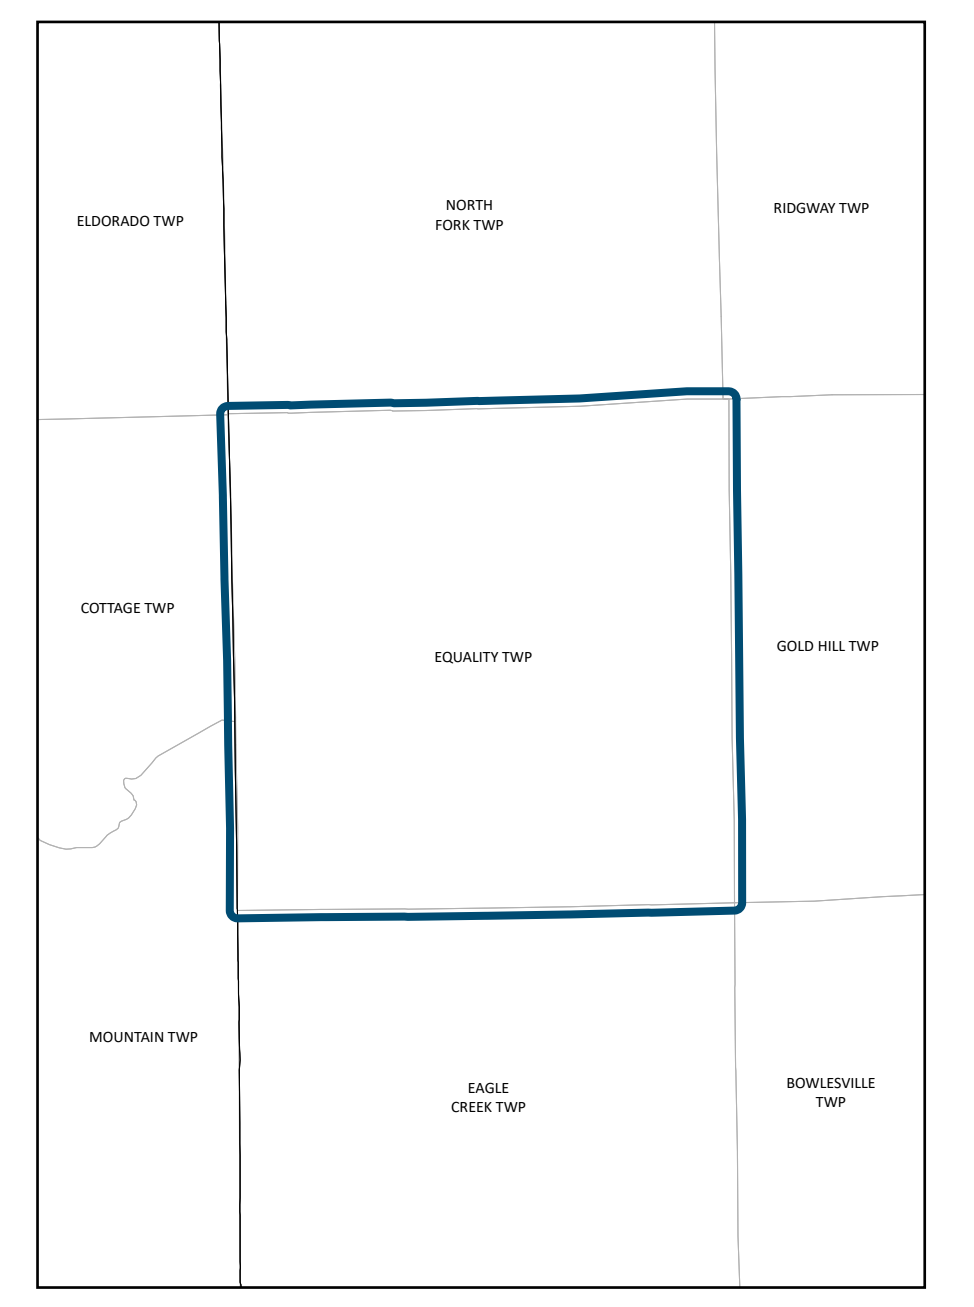 ELDORADO TWP
NORTH
FORK TWP
RIDGWAY TWP
COTTAGE TWP
EQUALITY TWP
GOLD HILL TWP
MOUNTAIN TWP
EAGLE
CREEK TWP
BOWLESVILLE
TWP